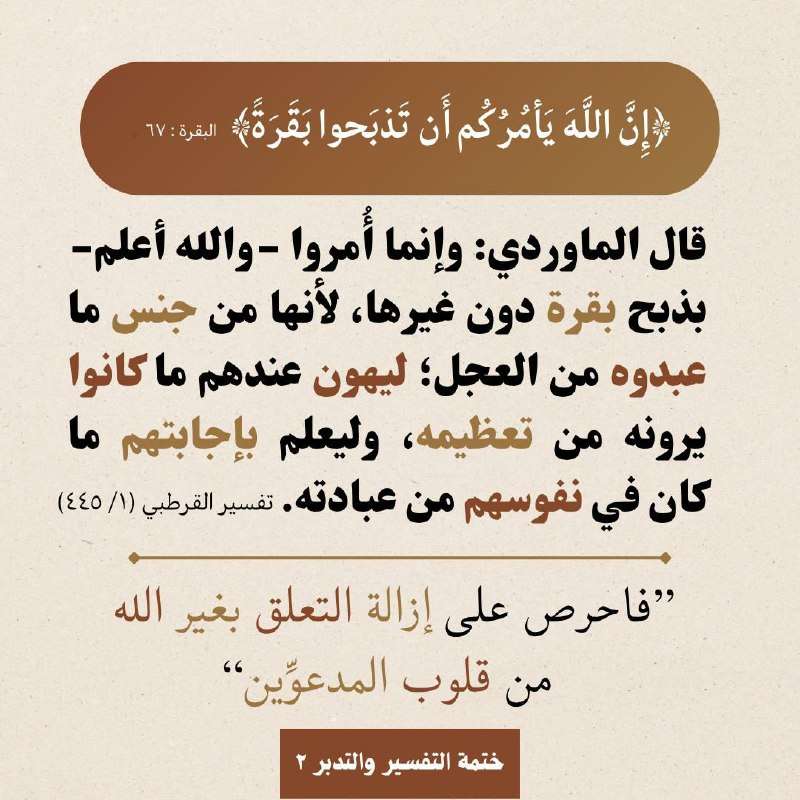 ﴿إِنَّ اللَّهَ يَأمُرُكُم أَن تَذبَحوا بَقَرَةً﴾ البقرة : ٦٧
قال الماوردي: وإنما أُمروا -والله أعلم-
بذبح بقرة دون غيرها، لأنها من جنس ما
عبدوه من العجل؛ ليهون عندهم ما كانوا
يرونه من تعظيمه، وليعلم بإجابتهم ما
كان في نفوسهم من عبادته. تفسير القرطبي (١/ ٤٤٥)
”فاحرص على إزالة التعلق بغير الله
من قلوب المدعوِّين“
ختمة التفسير والتدبر ٢